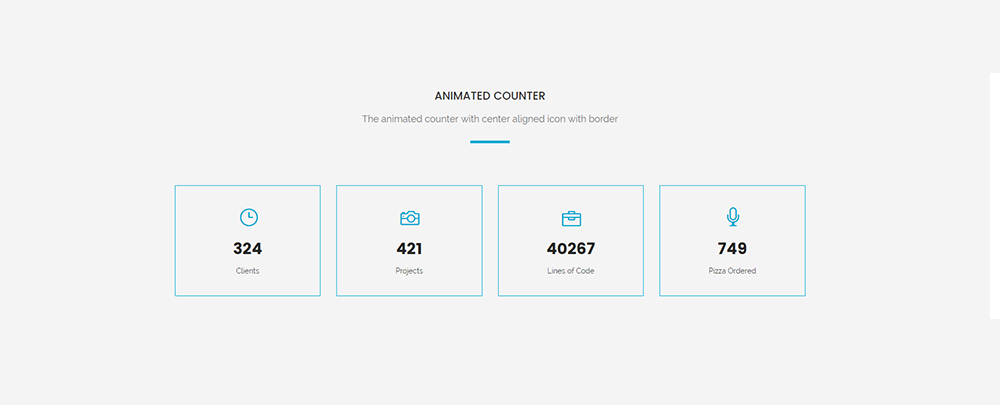 ANIMATED COUNTER
The animated counter with center aligned icon with border
324
Clients
421
Projects
40267
Lines of Code
749
Pizza Ordered